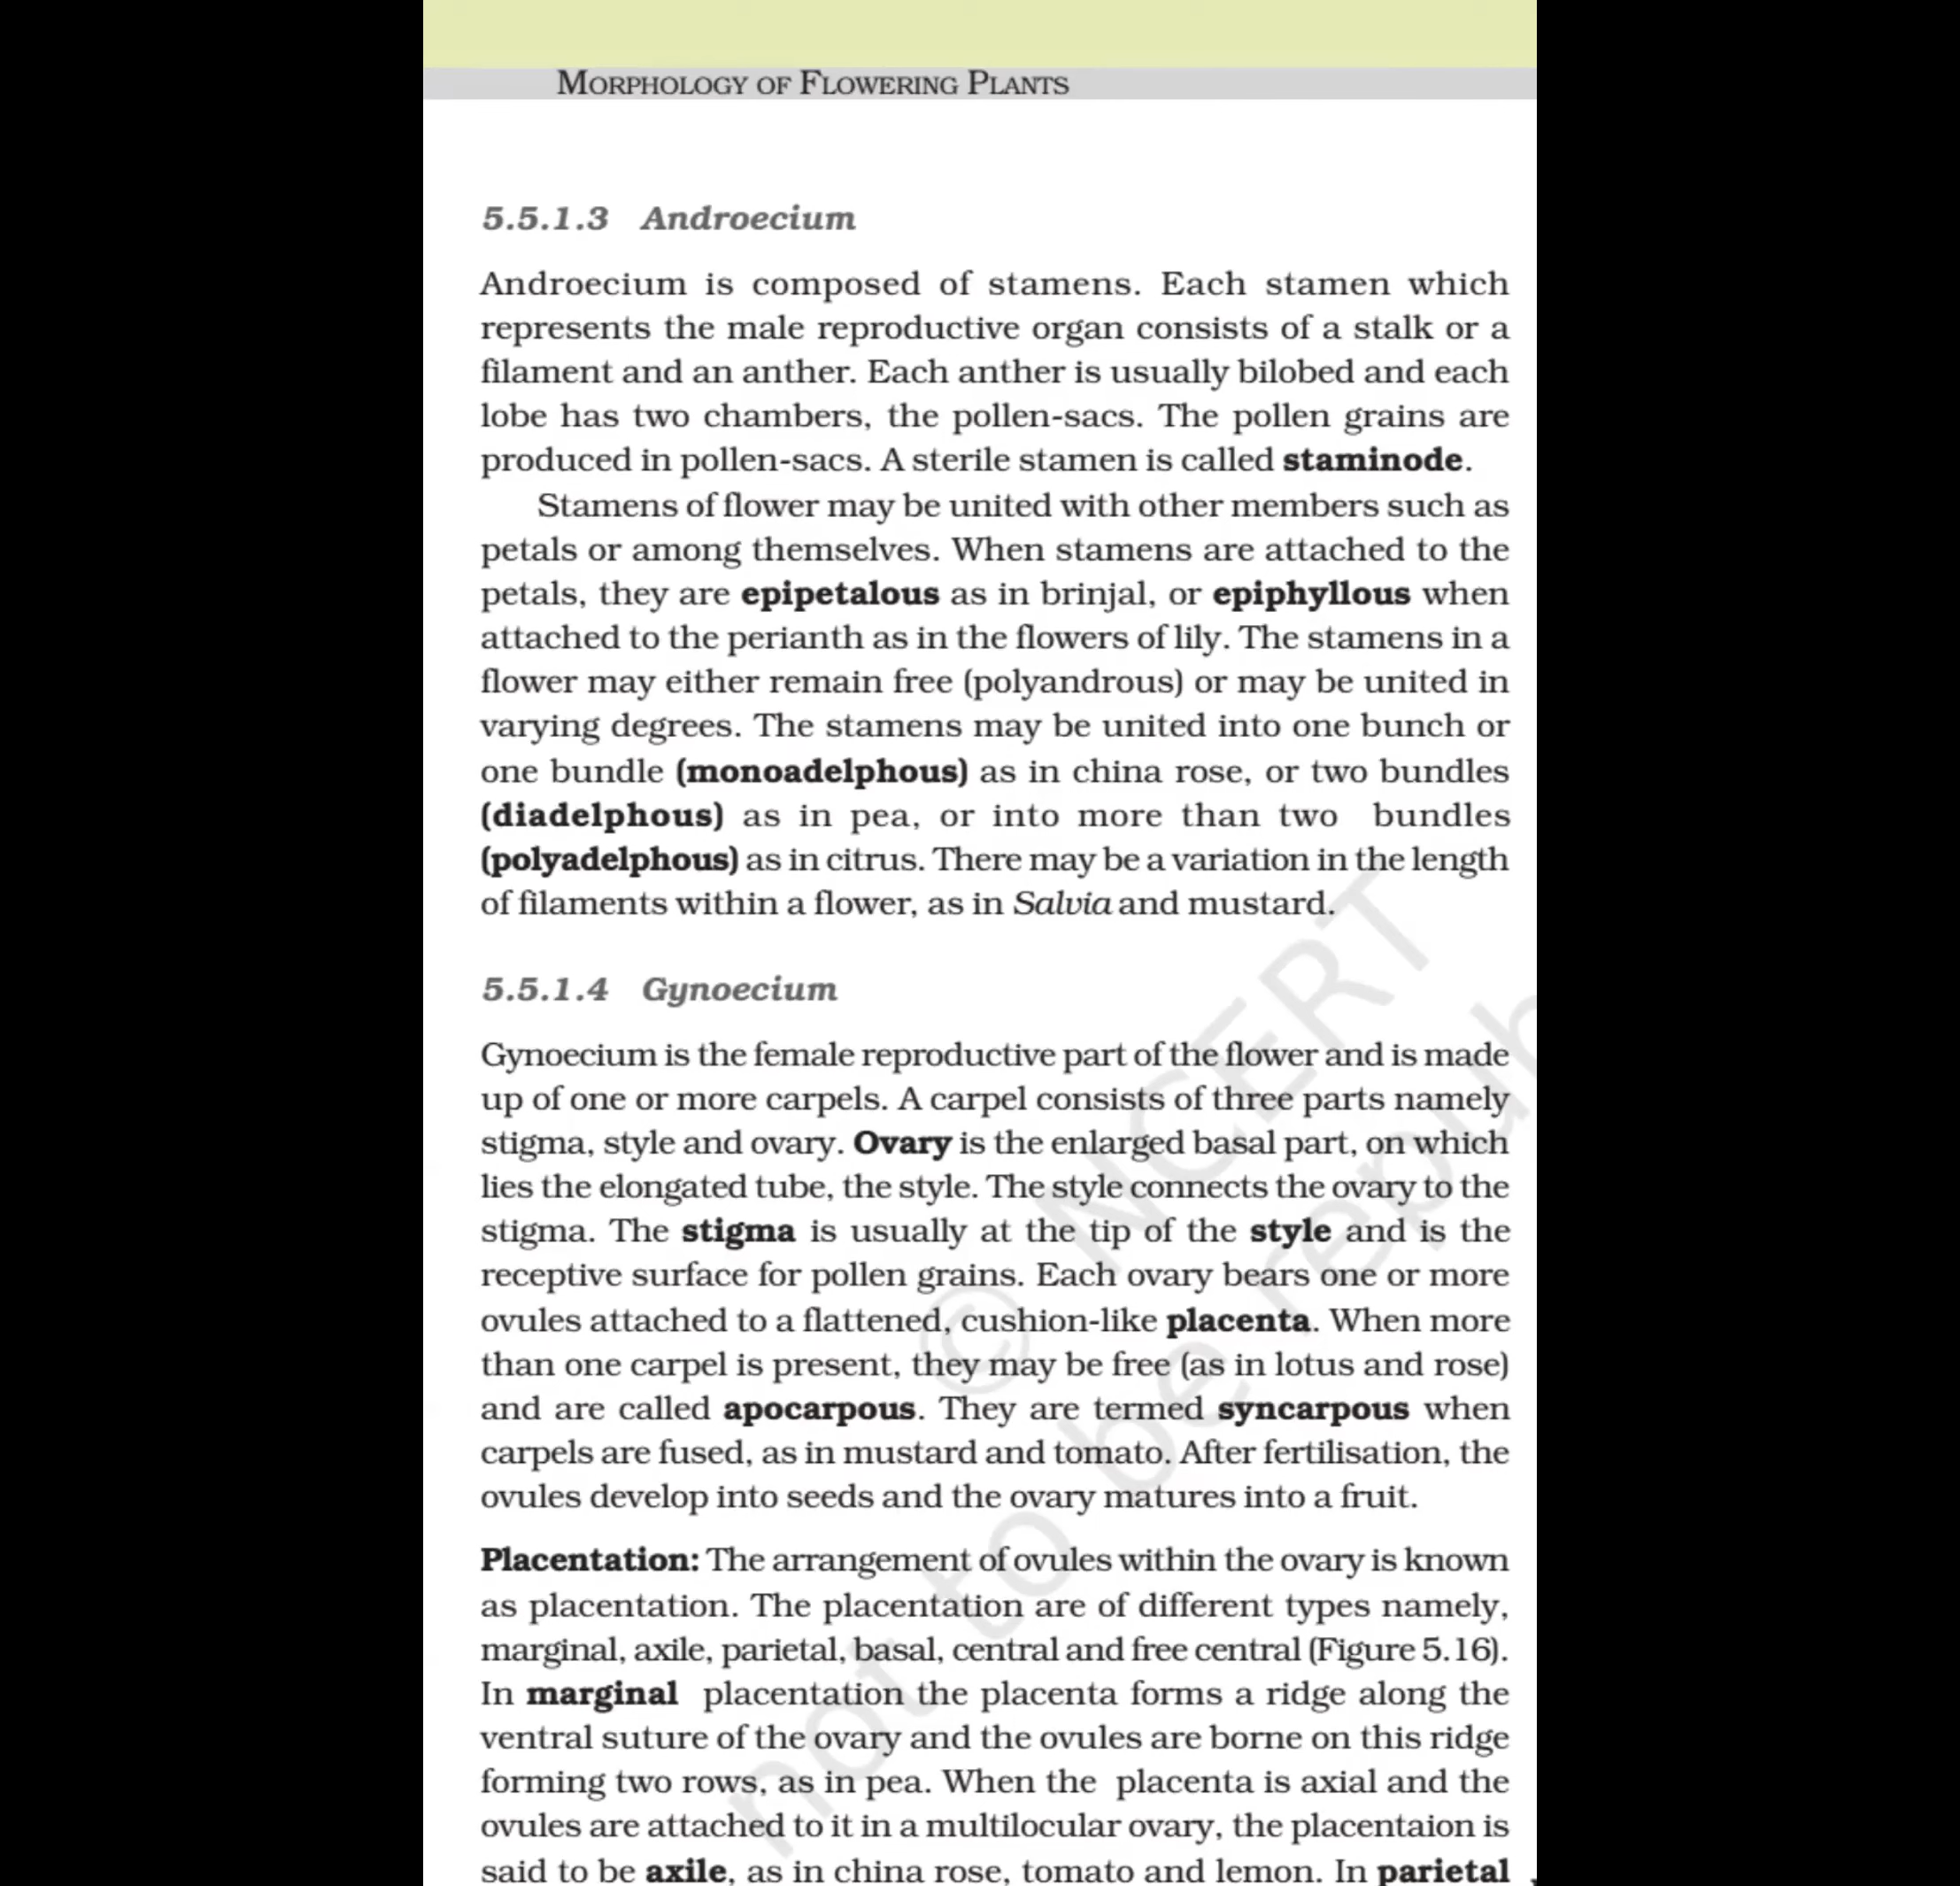 MORPHOLOGY OF FLOWERING PLANTS
5.5.1.3 Androecium
Androecium is composed of stamens. Each stamen which
represents the male reproductive organ consists of a stalk or a
filament and an anther. Each anther is usually bilobed and each
lobe has two chambers, the pollen-sacs. The pollen grains are
produced in pollen-sacs. A sterile stamen is called staminode.
Stamens of flower may be united with other members such as
petals or among themselves. When stamens are attached to the
petals, they are epipetalous as in brinjal, or epiphyllous when
attached to the perianth as in the flowers of lily. The stamens in a
flower may either remain free (polyandrous) or may be united in
varying degrees. The stamens may be united into one bunch or
one bundle (monoadelphous) as in china rose, or two bundles
(diadelphous) as in pea, or into more than two bundles
(polyadelphous) as in citrus. There may be a variation in the length
of filaments within a flower, as in Salvia and mustard.
5.5.1.4 Gynoecium
Gynoecium is the female reproductive part of the flower and is made
up of one or more carpels. A carpel consists of three parts namely
stigma, style and ovary. Ovary is the enlarged basal part, on which
lies the elongated tube, the style. The style connects the ovary to the
stigma. The stigma is usually at the tip of the style and is the
receptive surface for pollen grains. Each ovary bears one or more
ovules attached to a flattened, cushion-like placenta. When more
than one carpel is present, they may be free (as in lotus and rose)
and are called apocarpous. They are termed syncarpous when
carpels are fused, as in mustard and tomato. After fertilisation, the
ovules develop into seeds and the ovary matures into a fruit.
Placentation: The arrangement of ovules within the ovary is known
as placentation. The placentation are of different types namely,
marginal, axile, parietal, basal, central and free central (Figure 5.16).
In marginal placentation the placenta forms a ridge along the
ventral suture of the ovary and the ovules are borne on this ridge
forming two rows, as in pea. When the placenta is axial and the
ovules are attached to it in a multilocular ovary, the placentaion is
said to be axile, as in china rose, tomato and lemon. In parietal
© NCERT
not to be repub